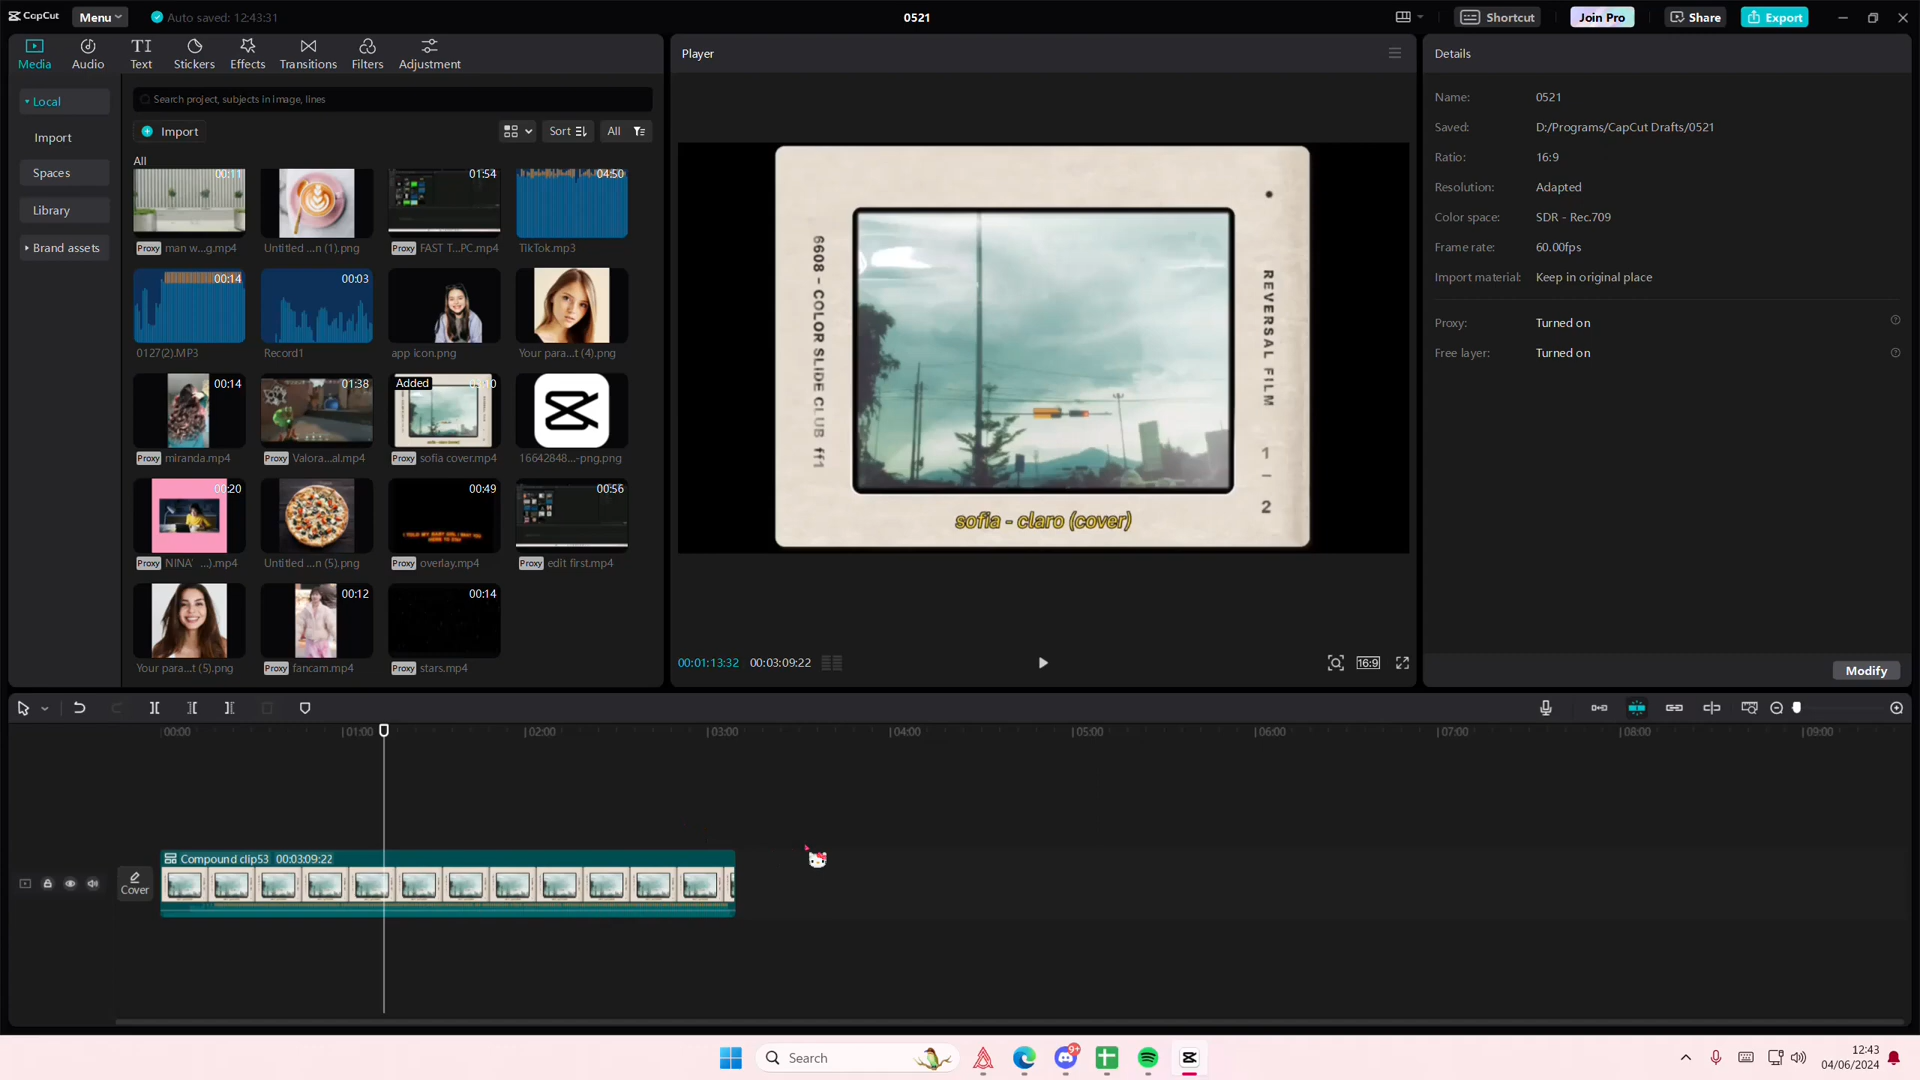 CapCut
Menu
Auto saved: 12:43:31
0521
Shortcut
Join Pro
Share
Export
Media
Audio
Text
Stickers
Effects
Transitions
Filters
Adjustment
Local
Import
Spaces
Library
Brand assets
Search project, subjects in image, lines
Import
Sort
All
All
00:11
01:54
04:50
Proxy man w...g.mp4
Untitled ...n (1).png
Proxy FAST T...PC.mp4
TikTok.mp3
00:14
00:03
0127(2).MP3
Record1
app icon.png
Your para...t (4).png
00:14
01:38
Added
Proxy miranda.mp4
Proxy Valora...al.mp4
Proxy sofia cover.mp4
16642848...-png.png
00:20
00:49
00:56
Proxy NINA' ...).mp4
Untitled ...n (5).png
Proxy overlay.mp4
Proxy edit first.mp4
00:12
00:14
Your para...t (5).png
Proxy fancam.mp4
Proxy stars.mp4
Player
6608 - COLOR SLIDE CLUB ff1
REVERSAL FILM
1 - 2
sofia - claro (cover)
00:01:13:32
00:03:09:22
16:9
Details
Name: 0521
Saved: D:/Programs/CapCut Drafts/0521
Ratio: 16:9
Resolution: Adapted
Color space: SDR - Rec.709
Frame rate: 60.00fps
Import material: Keep in original place
Proxy: Turned on
Free layer: Turned on
Modify
00:00
01:00
02:00
03:00
04:00
05:00
06:00
07:00
08:00
09:00
Compound clip53 00:03:09:22
Cover
Search
9+
12:43
04/06/2024